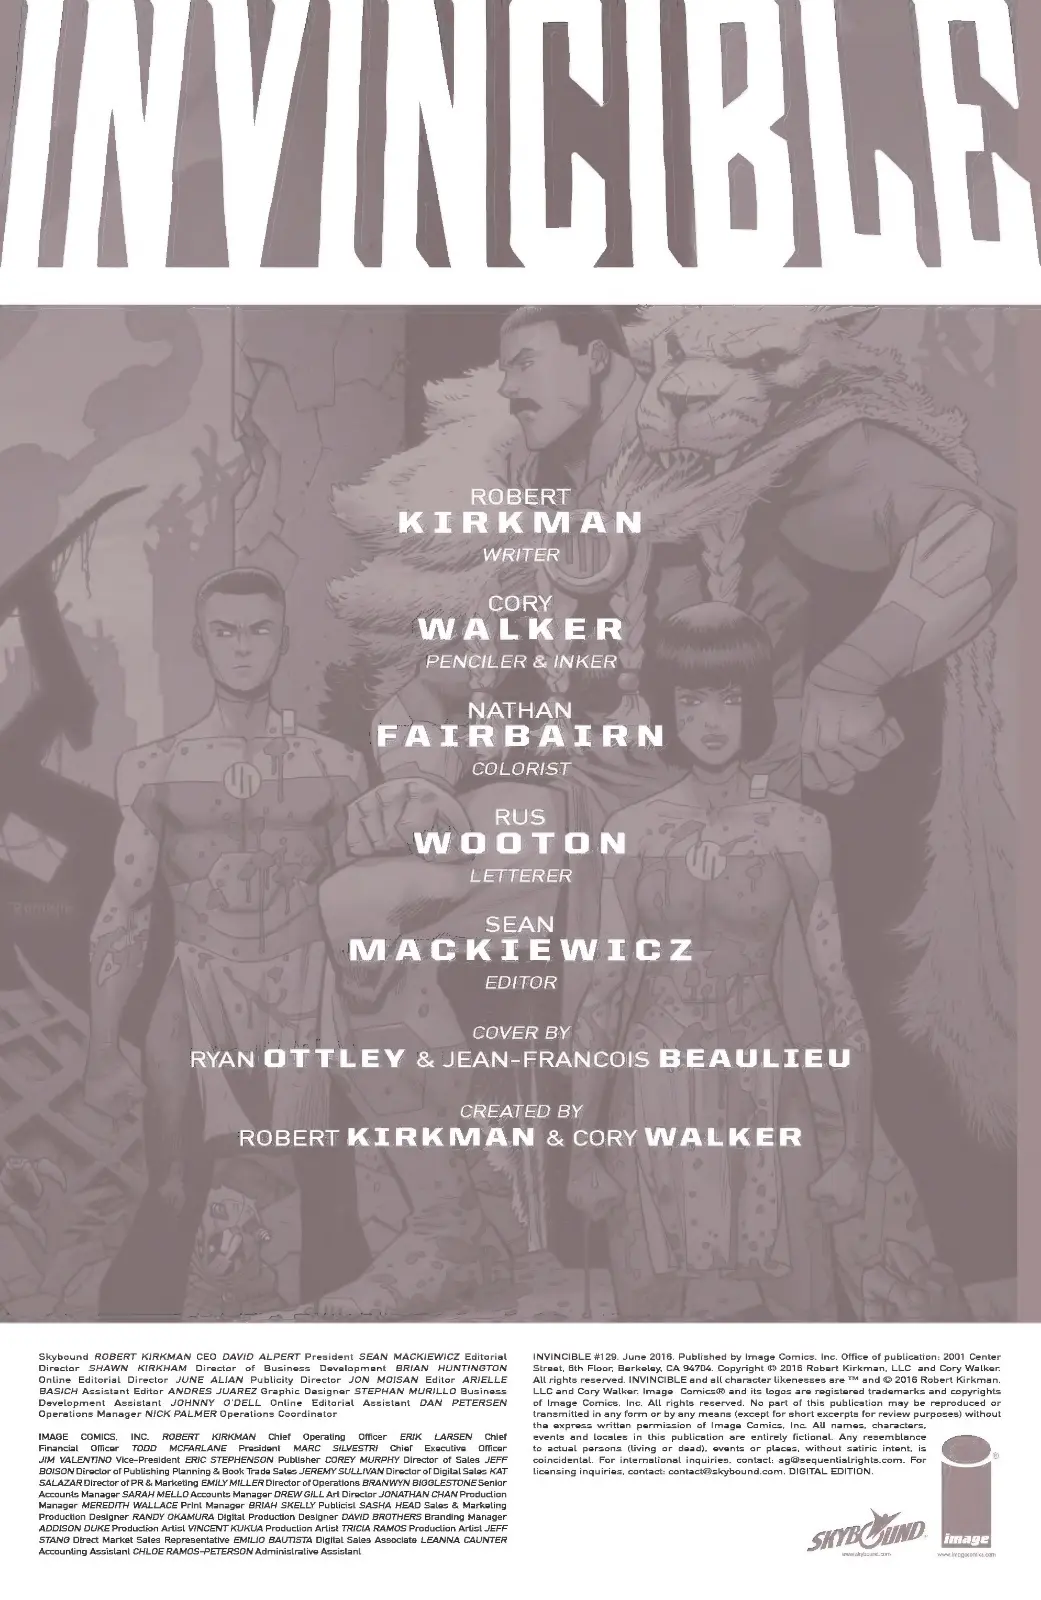 INVINCIBLE
ROBERT
KIRKMAN
WRITER
CORY
WALKER
PENCILER & INKER
NATHAN
FAIRBAIRN
COLORIST
RUS
WOOTON
LETTERER
SEAN
MACKIEWICZ
EDITOR
COVER BY
RYAN OTTLEY & JEAN-FRANCOIS BEAULIEU
CREATED BY
ROBERT KIRKMAN & CORY WALKER
Skybound ROBERT KIRKMAN CEO DAVID ALPERT President SEAN MACKIEWICZ Editorial
Director SHAWN KIRKHAM Director of Business Development BRIAN HUNTINGTON
Online Editorial Director JUNE ALIAN Publicity Director JON MOISAN Editor ARIELLE
BASICH Assistant Editor ANDRES JUAREZ Graphic Designer STEPHAN MURILLO Business
Development Assistant JOHNNY O'DELL Online Editorial Assistant DAN PETERSEN
Operations Manager NICK PALMER Operations Coordinator
IMAGE COMICS, INC. ROBERT KIRKMAN Chief Operating Officer ERIK LARSEN Chief
Financial Officer TODD MCFARLANE President MARC SILVESTRI Chief Executive Officer
JIM VALENTINO Vice-President ERIC STEPHENSON Publisher COREY MURPHY Director of Sales JEFF
BOISON Director of Publishing Planning & Book Trade Sales JEREMY SULLIVAN Director of Digital Sales KAT
SALAZAR Director of PR & Marketing EMILY MILLER Director of Operations BRANWYN BIGGLESTONE Senior
Accounts Manager SARAH MELLO Accounts Manager DREW GILL Art Director JONATHAN CHAN Production
Manager MEREDITH WALLACE Print Manager BRIAH SKELLY Publicist SASHA HEAD Sales & Marketing
Production Designer RANDY OKAMURA Digital Production Designer DAVID BROTHERS Branding Manager
ADDISON DUKE Production Artist VINCENT KUKUA Production Artist TRICIA RAMOS Production Artist JEFF
STANG Direct Market Sales Representative EMILIO BAUTISTA Digital Sales Associate LEANNA CAUNTER
Accounting Assistant CHLOE RAMOS-PETERSON Administrative Assistant
INVINCIBLE #129. June 2016. Published by Image Comics, Inc. Office of publication: 2001 Center
Street, 6th Floor, Berkeley, CA 94704. Copyright © 2016 Robert Kirkman, LLC and Cory Walker.
All rights reserved. INVINCIBLE and all character likenesses are ™ and © 2016 Robert Kirkman,
LLC and Cory Walker. Image Comics® and its logos are registered trademarks and copyrights
of Image Comics, Inc. All rights reserved. No part of this publication may be reproduced or
transmitted in any form or by any means (except for short excerpts for review purposes) without
the express written permission of Image Comics, Inc. All names, characters,
events and locales in this publication are entirely fictional. Any resemblance
to actual persons (living or dead), events or places, without satiric intent, is
coincidental. For international inquiries, contact: ag@sequentialrights.com. For
licensing inquiries, contact: contact@skybound.com. DIGITAL EDITION.
SKYBOUND
www.skybound.com
image
®
www.imagecomics.com